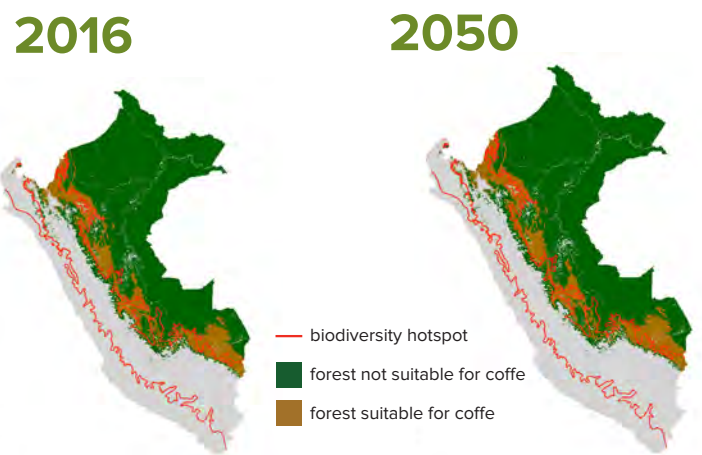 2016
2050
biodiversity hotspot
forest not suitable for coffe
forest suitable for coffe